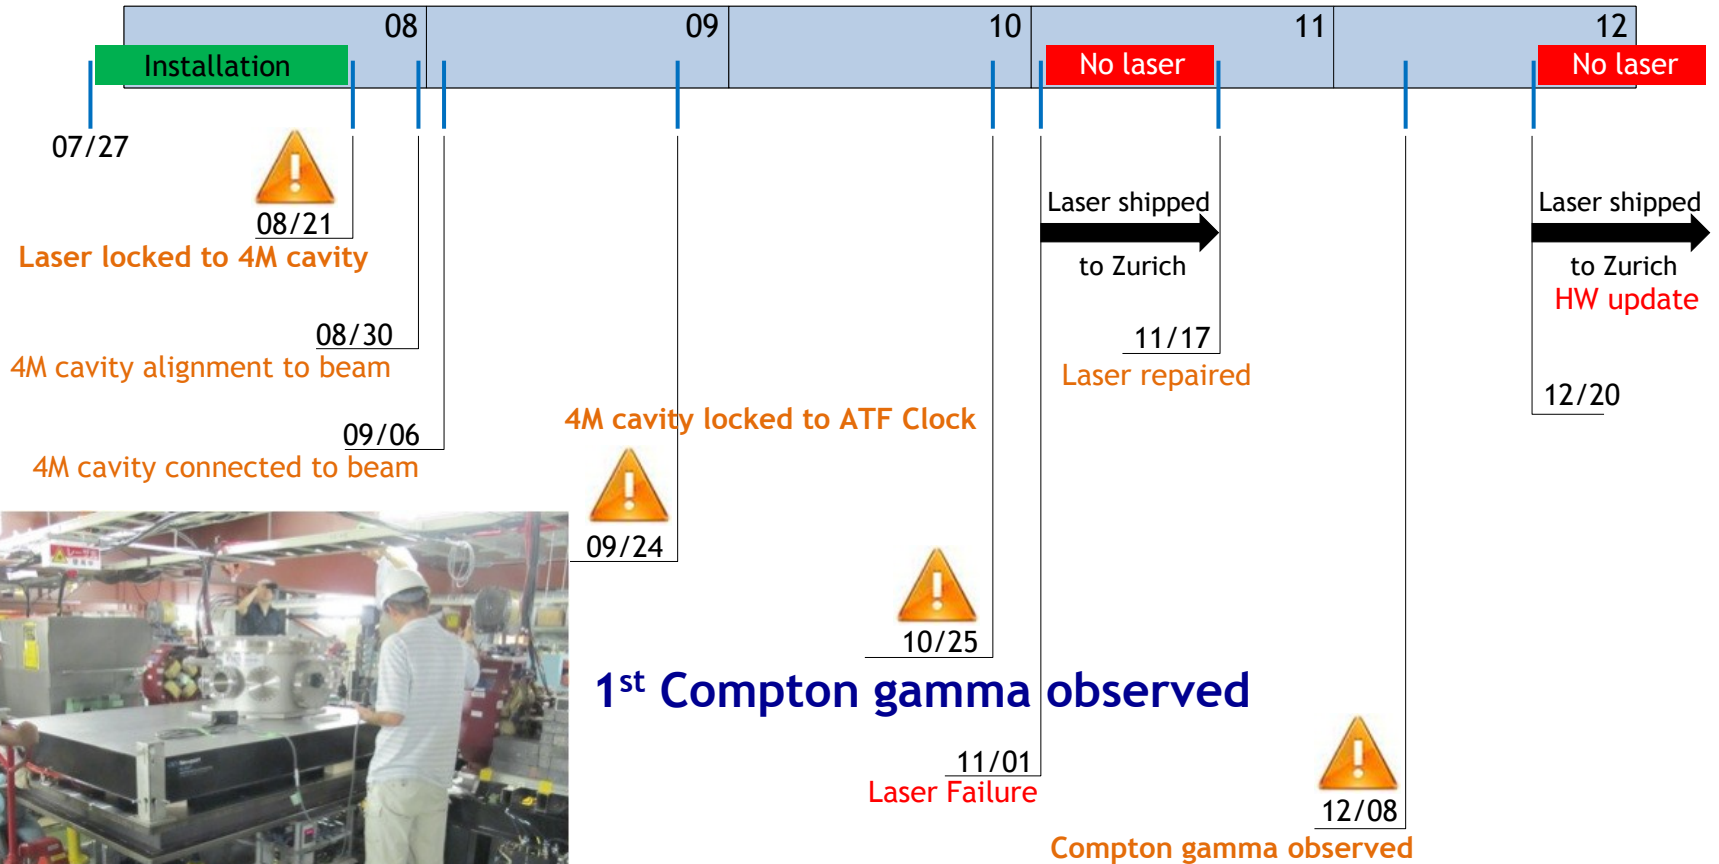 08
09
10
11
12
Installation
No laser
No laser
07/27
08/21
Laser locked to 4M cavity
08/30
4M cavity alignment to beam
09/06
4M cavity connected to beam
4M cavity locked to ATF Clock
09/24
10/25
1st Compton gamma observed
11/01
Laser Failure
Laser shipped
to Zurich
11/17
Laser repaired
12/08
Compton gamma observed
Laser shipped
to Zurich
HW update
12/20